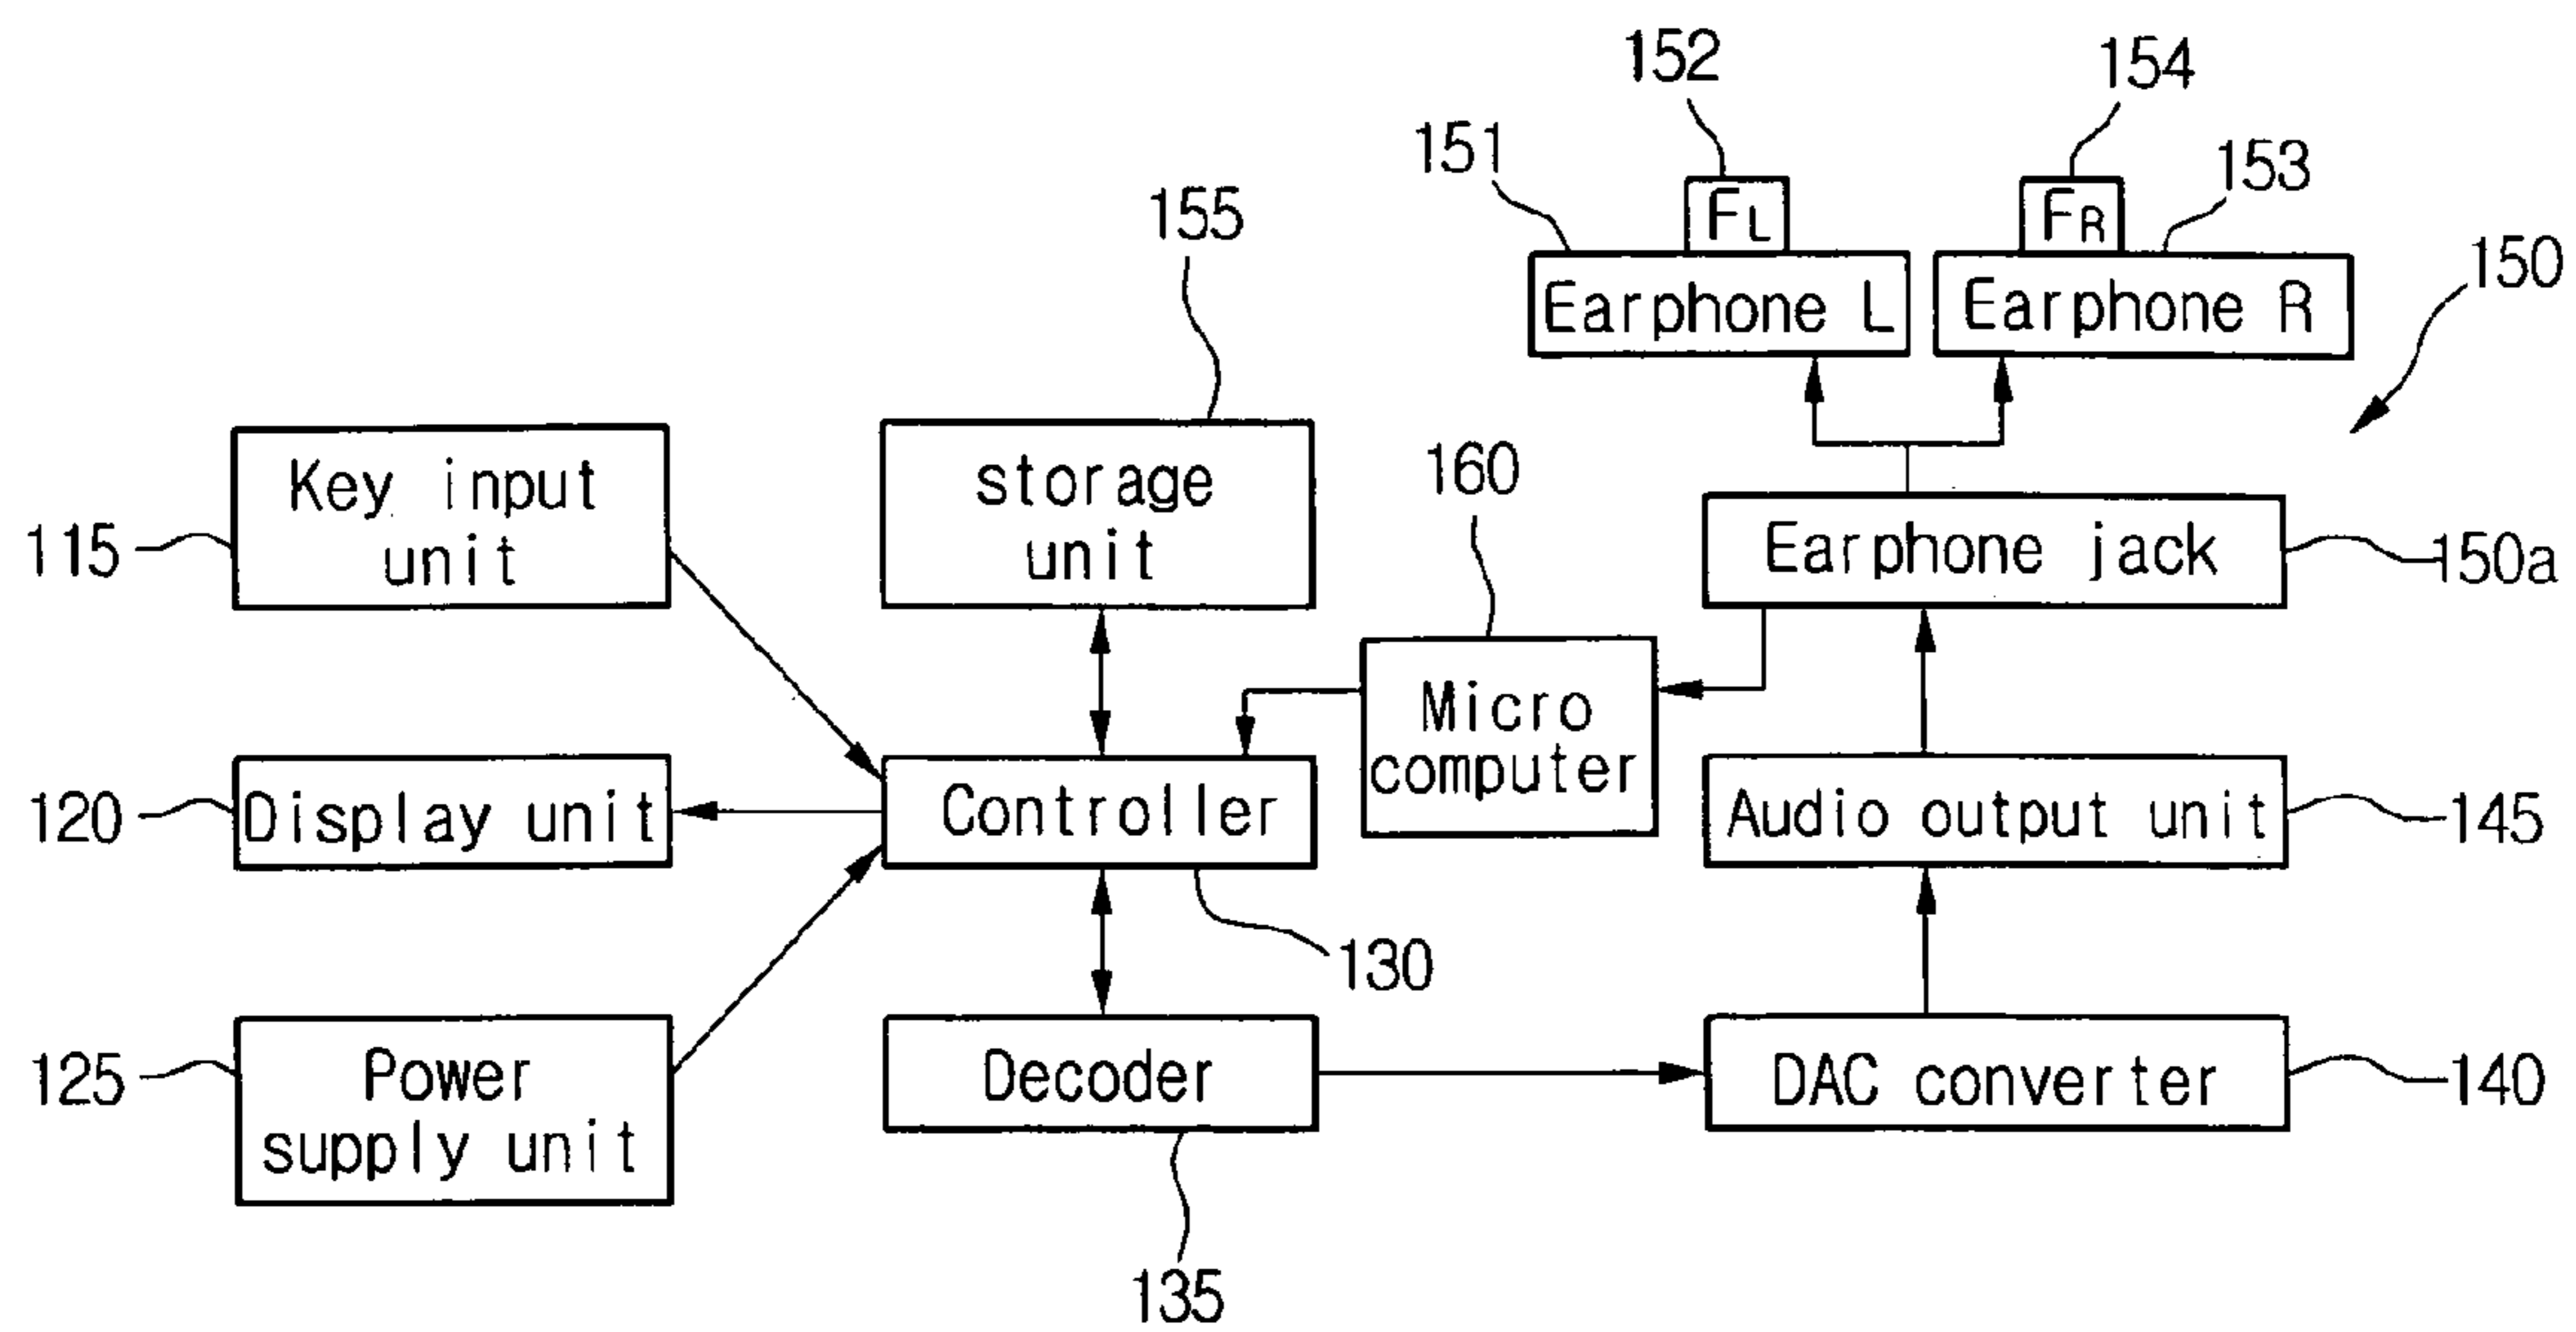 152
154
151
FL
FR
153
155
150
Earphone L
Earphone R
Key input
unit
115
storage
unit
160
Earphone jack
150a
Micro
computer
120
Display unit
Controller
Audio output unit
145
130
125
Power
supply unit
Decoder
DAC converter
140
135